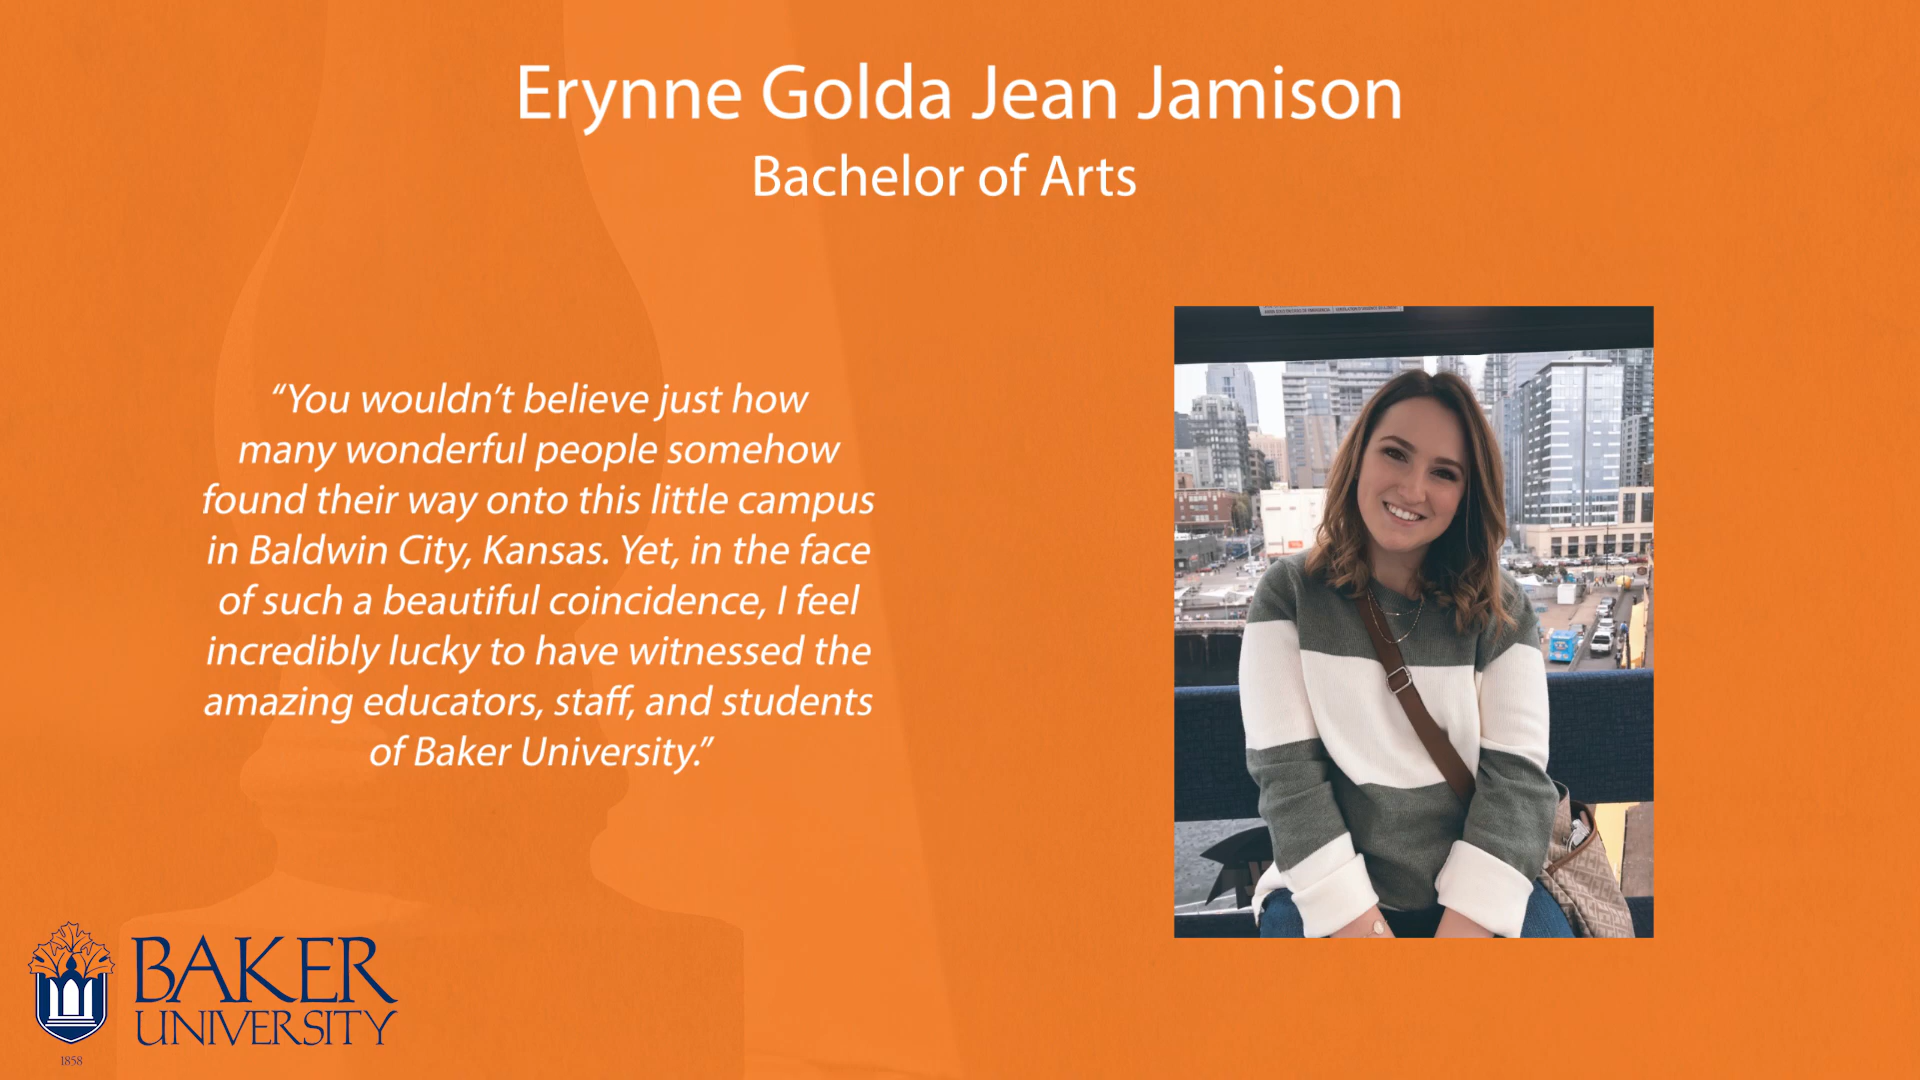 Erynne Golda Jean Jamison
Bachelor of Arts
“You wouldn’t believe just how
many wonderful people somehow
found their way onto this little campus
in Baldwin City, Kansas. Yet, in the face
of such a beautiful coincidence, I feel
incredibly lucky to have witnessed the
amazing educators, staff, and students
of Baker University.”
BAKER
UNIVERSITY
1858